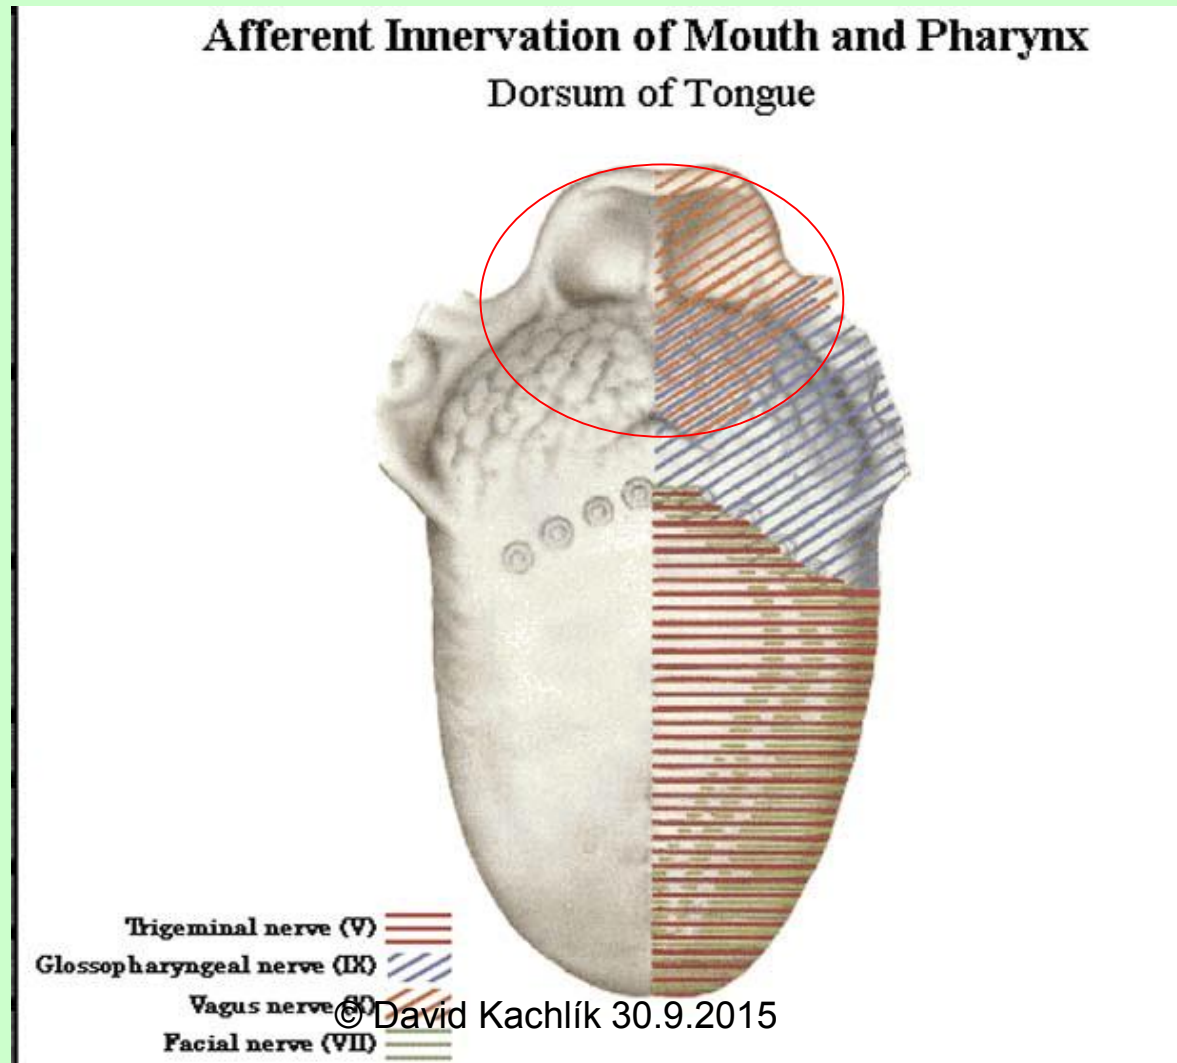 Afferent Innervation of Mouth and Pharynx
Dorsum of Tongue
Trigeminal nerve (V)
Glossopharyngeal nerve (IX)
Vagus nerve (X)
© David Kachlík 30.9.2015
Facial nerve (VII)